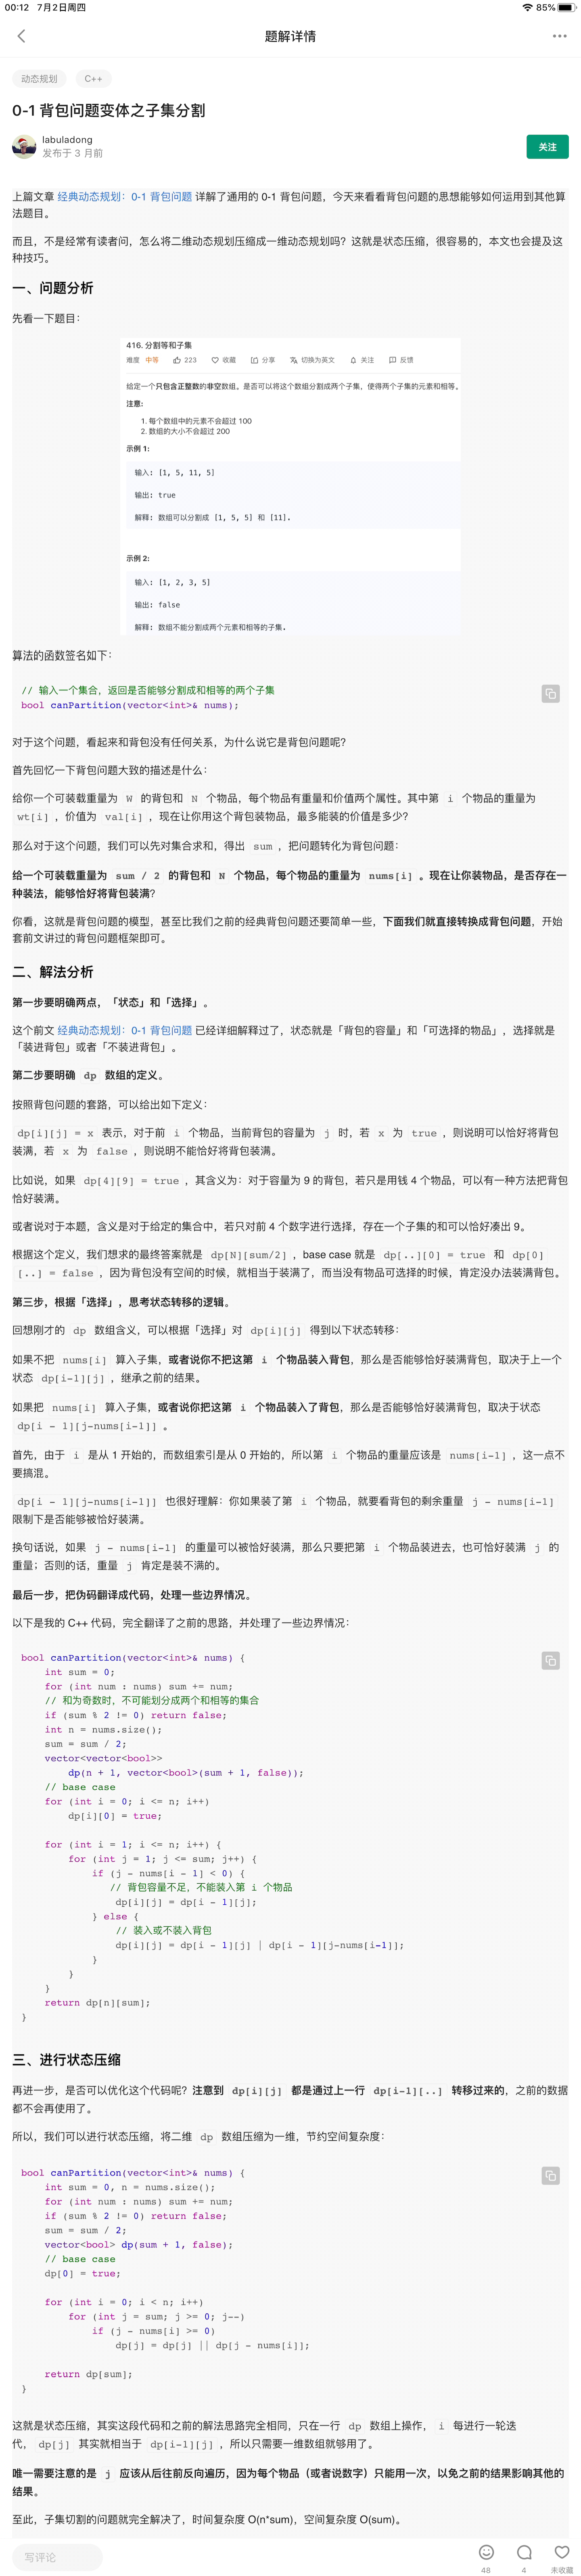 00:12 7月2日周四
85%
题解详情
动态规划 C++
0-1 背包问题变体之子集分割
labuladong
发布于 3 月前
关注
上篇文章 经典动态规划：0-1 背包问题 详解了通用的 0-1 背包问题，今天来看看背包问题的思想能够如何运用到其他算
法题目。
而且，不是经常有读者问，怎么将二维动态规划压缩成一维动态规划吗？这就是状态压缩，很容易的，本文也会提及这
种技巧。
一、问题分析
先看一下题目：
416. 分割等和子集
难度 中等 223 收藏 分享 切换为英文 关注 反馈
给定一个只包含正整数的非空数组。是否可以将这个数组分割成两个子集，使得两个子集的元素和相等。
注意:
1. 每个数组中的元素不会超过 100
2. 数组的大小不会超过 200
示例 1:
输入: [1, 5, 11, 5]
输出: true
解释: 数组可以分割成 [1, 5, 5] 和 [11].
示例 2:
输入: [1, 2, 3, 5]
输出: false
解释: 数组不能分割成两个元素和相等的子集.
算法的函数签名如下：
// 输入一个集合，返回是否能够分割成和相等的两个子集
bool canPartition(vector<int>& nums);
对于这个问题，看起来和背包没有任何关系，为什么说它是背包问题呢？
首先回忆一下背包问题大致的描述是什么：
给你一个可装载重量为 W 的背包和 N 个物品，每个物品有重量和价值两个属性。其中第 i 个物品的重量为
wt[i] ，价值为 val[i] ，现在让你用这个背包装物品，最多能装的价值是多少？
那么对于这个问题，我们可以先对集合求和，得出 sum ，把问题转化为背包问题：
给一个可装载重量为 sum / 2 的背包和 N 个物品，每个物品的重量为 nums[i] 。现在让你装物品，是否存在一
种装法，能够恰好将背包装满？
你看，这就是背包问题的模型，甚至比我们之前的经典背包问题还要简单一些，下面我们就直接转换成背包问题，开始
套前文讲过的背包问题框架即可。
二、解法分析
第一步要明确两点，「状态」和「选择」。
这个前文 经典动态规划：0-1 背包问题 已经详细解释过了，状态就是「背包的容量」和「可选择的物品」，选择就是
「装进背包」或者「不装进背包」。
第二步要明确 dp 数组的定义。
按照背包问题的套路，可以给出如下定义：
dp[i][j] = x 表示，对于前 i 个物品，当前背包的容量为 j 时，若 x 为 true ，则说明可以恰好将背包
装满，若 x 为 false ，则说明不能恰好将背包装满。
比如说，如果 dp[4][9] = true ，其含义为：对于容量为 9 的背包，若只是用钱 4 个物品，可以有一种方法把背包
恰好装满。
或者说对于本题，含义是对于给定的集合中，若只对前 4 个数字进行选择，存在一个子集的和可以恰好凑出 9。
根据这个定义，我们想求的最终答案就是 dp[N][sum/2] ，base case 就是 dp[..][0] = true 和 dp[0]
[..] = false ，因为背包没有空间的时候，就相当于装满了，而当没有物品可选择的时候，肯定没办法装满背包。
第三步，根据「选择」，思考状态转移的逻辑。
回想刚才的 dp 数组含义，可以根据「选择」对 dp[i][j] 得到以下状态转移：
如果不把 nums[i] 算入子集，或者说你不把这第 i 个物品装入背包，那么是否能够恰好装满背包，取决于上一个
状态 dp[i-1][j] ，继承之前的结果。
如果把 nums[i] 算入子集，或者说你把这第 i 个物品装入了背包，那么是否能够恰好装满背包，取决于状态
dp[i - 1][j-nums[i-1]] 。
首先，由于 i 是从 1 开始的，而数组索引是从 0 开始的，所以第 i 个物品的重量应该是 nums[i-1] ，这一点不
要搞混。
dp[i - 1][j-nums[i-1]] 也很好理解：你如果装了第 i 个物品，就要看背包的剩余重量 j - nums[i-1]
限制下是否能够被恰好装满。
换句话说，如果 j - nums[i-1] 的重量可以被恰好装满，那么只要把第 i 个物品装进去，也可恰好装满 j 的
重量；否则的话，重量 j 肯定是装不满的。
最后一步，把伪码翻译成代码，处理一些边界情况。
以下是我的 C++ 代码，完全翻译了之前的思路，并处理了一些边界情况：
bool canPartition(vector<int>& nums) {
int sum = 0;
for (int num : nums) sum += num;
// 和为奇数时，不可能划分成两个和相等的集合
if (sum % 2 != 0) return false;
int n = nums.size();
sum = sum / 2;
vector<vector<bool>>
dp(n + 1, vector<bool>(sum + 1, false));
// base case
for (int i = 0; i <= n; i++)
dp[i][0] = true;
for (int i = 1; i <= n; i++) {
for (int j = 1; j <= sum; j++) {
if (j - nums[i - 1] < 0) {
// 背包容量不足，不能装入第 i 个物品
dp[i][j] = dp[i - 1][j];
} else {
// 装入或不装入背包
dp[i][j] = dp[i - 1][j] | dp[i - 1][j-nums[i-1]];
}
}
}
return dp[n][sum];
}
三、进行状态压缩
再进一步，是否可以优化这个代码呢？注意到 dp[i][j] 都是通过上一行 dp[i-1][..] 转移过来的，之前的数据
都不会再使用了。
所以，我们可以进行状态压缩，将二维 dp 数组压缩为一维，节约空间复杂度：
bool canPartition(vector<int>& nums) {
int sum = 0, n = nums.size();
for (int num : nums) sum += num;
if (sum % 2 != 0) return false;
sum = sum / 2;
vector<bool> dp(sum + 1, false);
// base case
dp[0] = true;
for (int i = 0; i < n; i++)
for (int j = sum; j >= 0; j--)
if (j - nums[i] >= 0)
dp[j] = dp[j] || dp[j - nums[i]];
return dp[sum];
}
这就是状态压缩，其实这段代码和之前的解法思路完全相同，只在一行 dp 数组上操作， i 每进行一轮迭
代， dp[j] 其实就相当于 dp[i-1][j] ，所以只需要一维数组就够用了。
唯一需要注意的是 j 应该从后往前反向遍历，因为每个物品（或者说数字）只能用一次，以免之前的结果影响其他的
结果。
至此，子集切割的问题就完全解决了，时间复杂度 O(n*sum)，空间复杂度 O(sum)。
写评论
48 4 未收藏